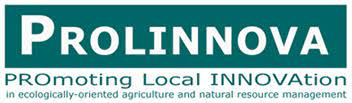 PROLINNOVA
PROmoting Local INNOVAtion
in ecologically-oriented agriculture and natural resource management